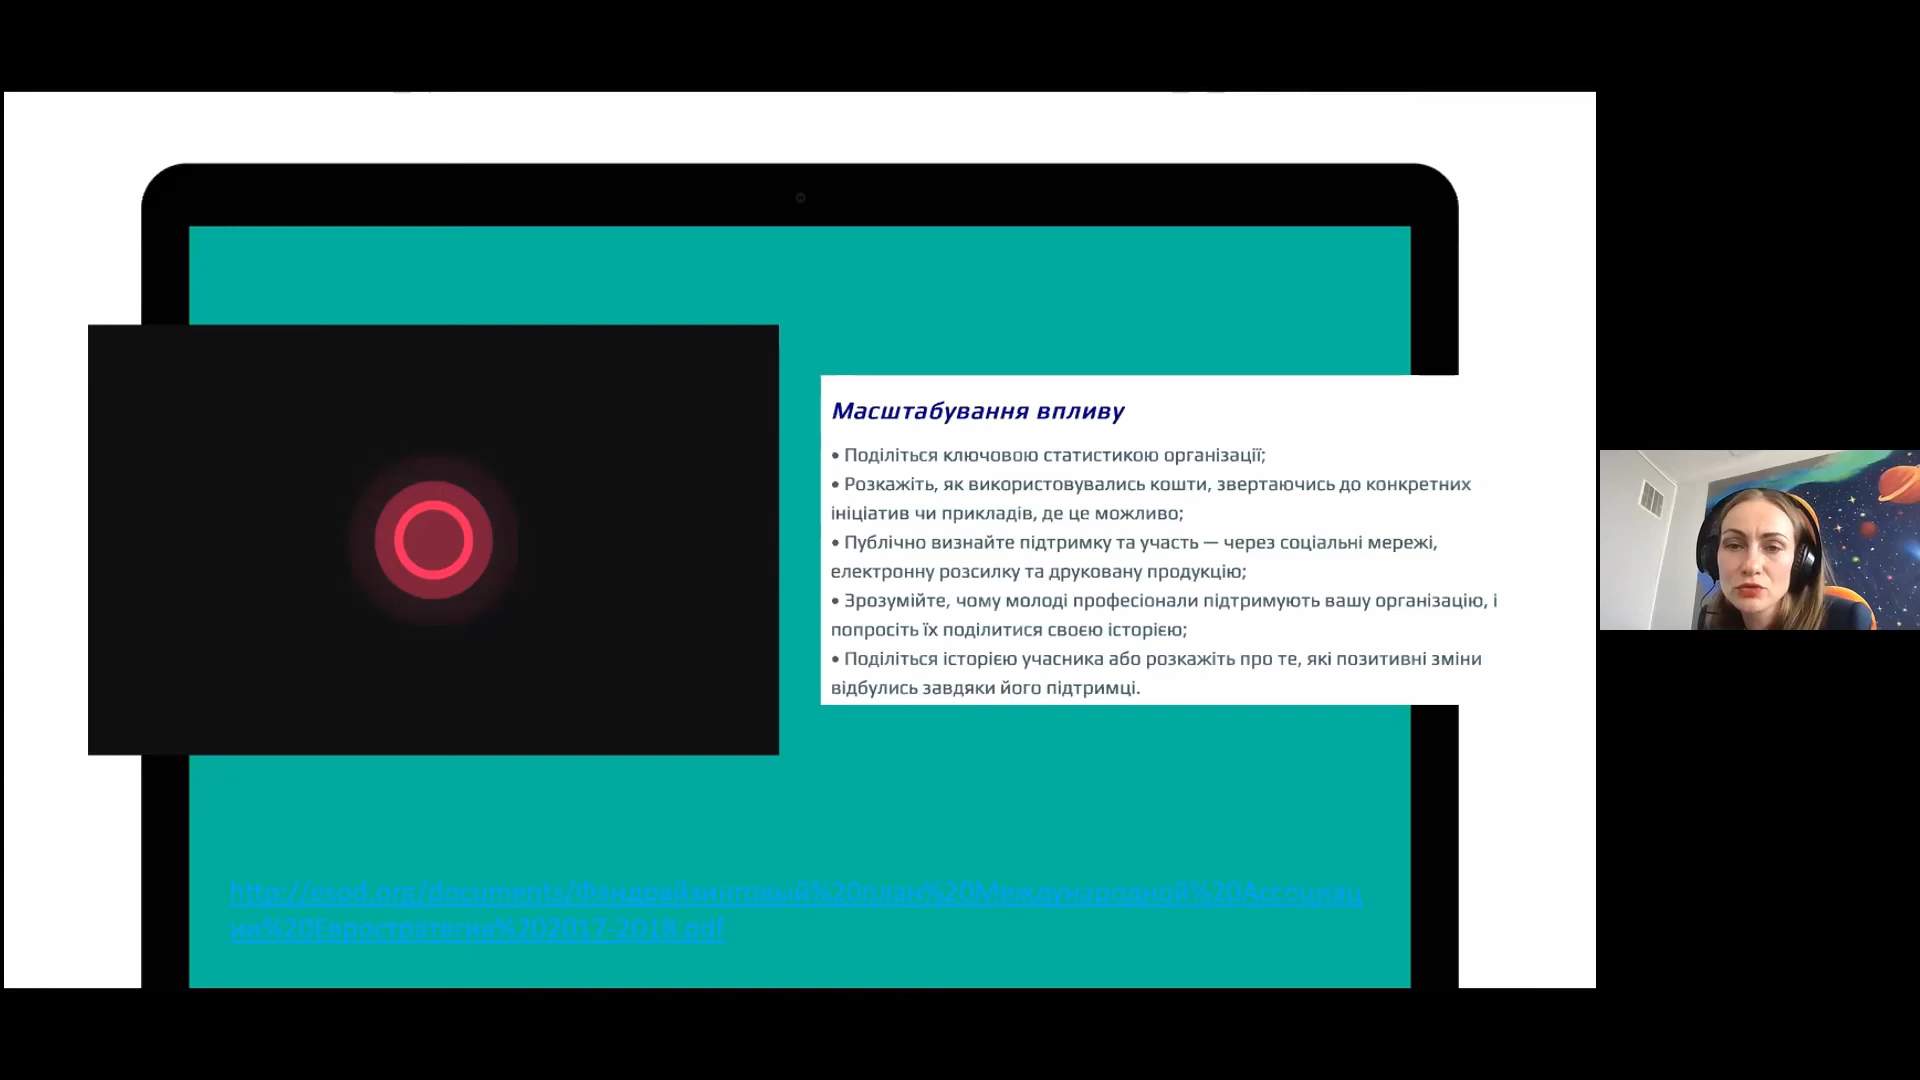 Масштабування впливу
• Поділіться ключовою статистикою організації;
• Розкажіть, як використовувались кошти, звертаючись до конкретних
ініціатив чи прикладів, де це можливо;
• Публічно визнайте підтримку та участь — через соціальні мережі,
електронну розсилку та друковану продукцію;
• Зрозумійте, чому молоді професіонали підтримують вашу організацію, і
попросіть їх поділитися своєю історією;
• Поділіться історією учасника або розкажіть про те, які позитивні зміни
відбулись завдяки його підтримці.
http://esod.org/documents/Фандрайзинговый%20план%20Международной%20Ассоциац
ии%20Евростратегия%202017-2018.pdf